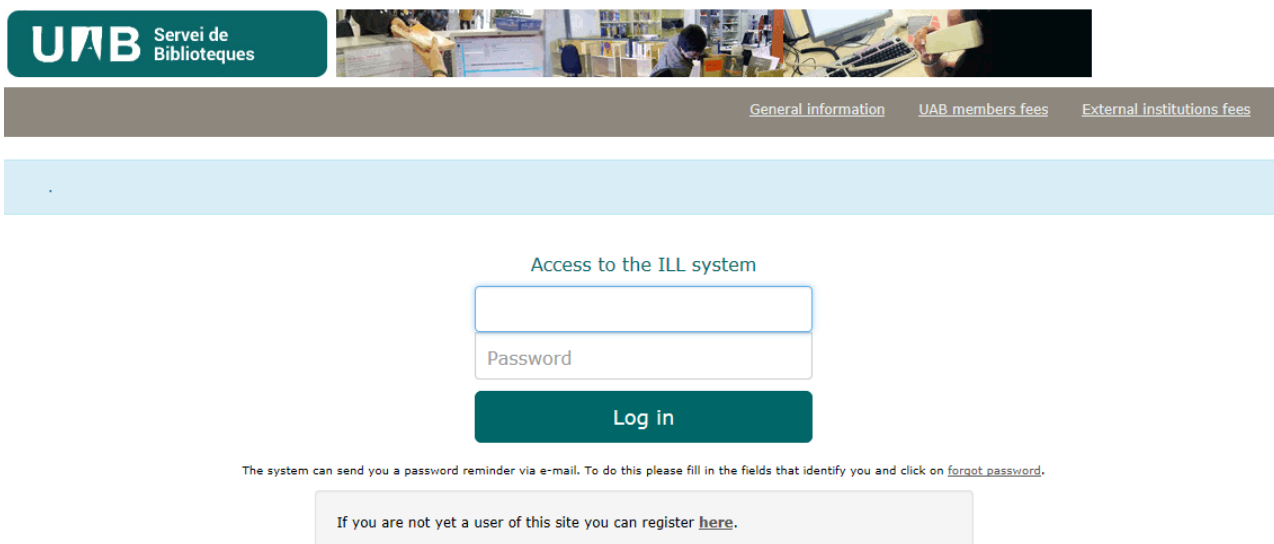 UAB Servei de
Biblioteques
General information UAB members fees External institutions fees
.
Access to the ILL system
Password
Log in
The system can send you a password reminder via e-mail. To do this please fill in the fields that identify you and click on forgot password.
If you are not yet a user of this site you can register here.